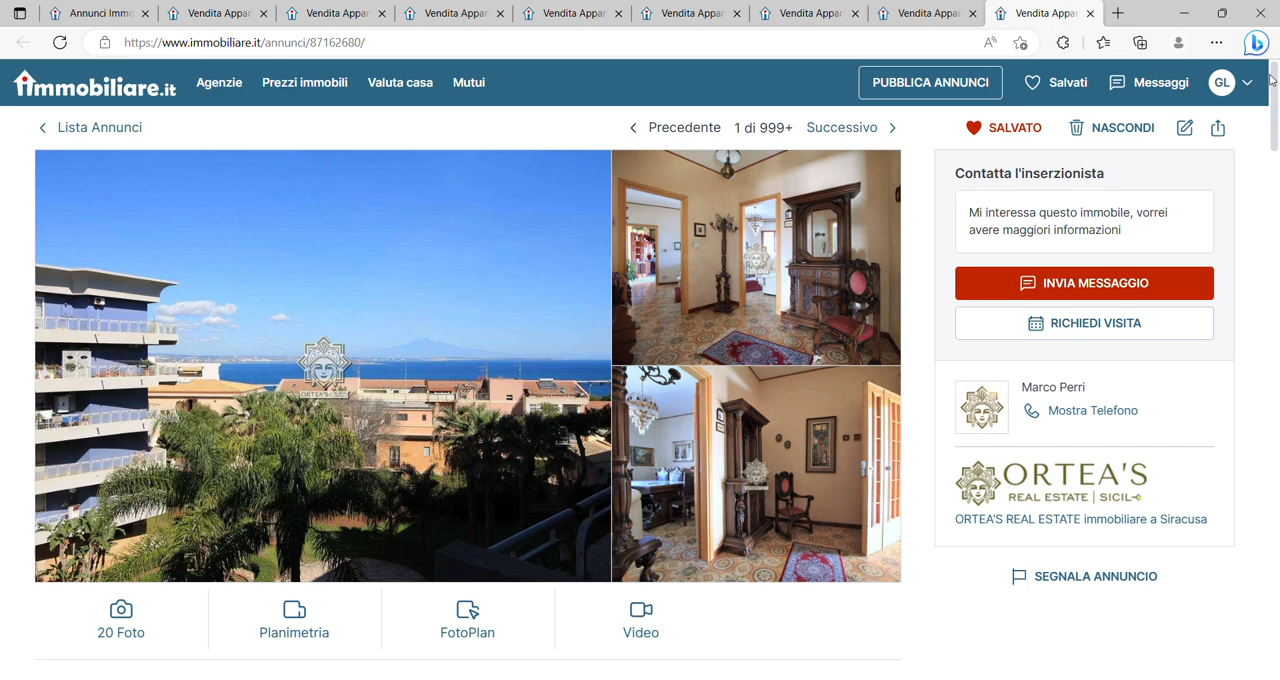 Annunci Immo
Vendita Appar
Vendita Appar
Vendita Appar
Vendita Appar
Vendita Appar
Vendita Appar
Vendita Appar
Vendita Appar
https://www.immobiliare.it/annunci/87162680/
immobiliare.it
Agenzie
Prezzi immobili
Valuta casa
Mutui
PUBBLICA ANNUNCI
Salvati
Messaggi
GL
Lista Annunci
Precedente
1 di 999+
Successivo
SALVATO
NASCONDI
Contatta l'inserzionista
Mi interessa questo immobile, vorrei
avere maggiori informazioni
INVIA MESSAGGIO
RICHIEDI VISITA
Marco Perri
Mostra Telefono
ORTEA'S
REAL ESTATE | SICIL
ORTEA'S REAL ESTATE immobiliare a Siracusa
SEGNALA ANNUNCIO
20 Foto
Planimetria
FotoPlan
Video